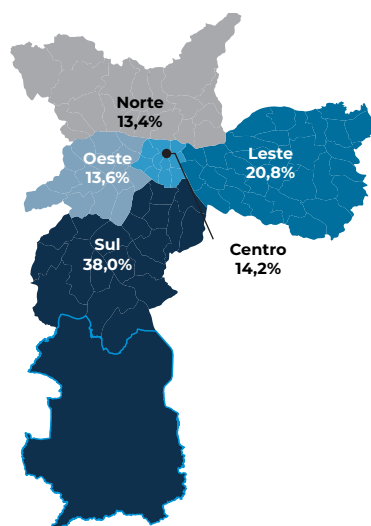 Norte
13,4%
Oeste
13,6%
Leste
20,8%
Sul
38,0%
Centro
14,2%